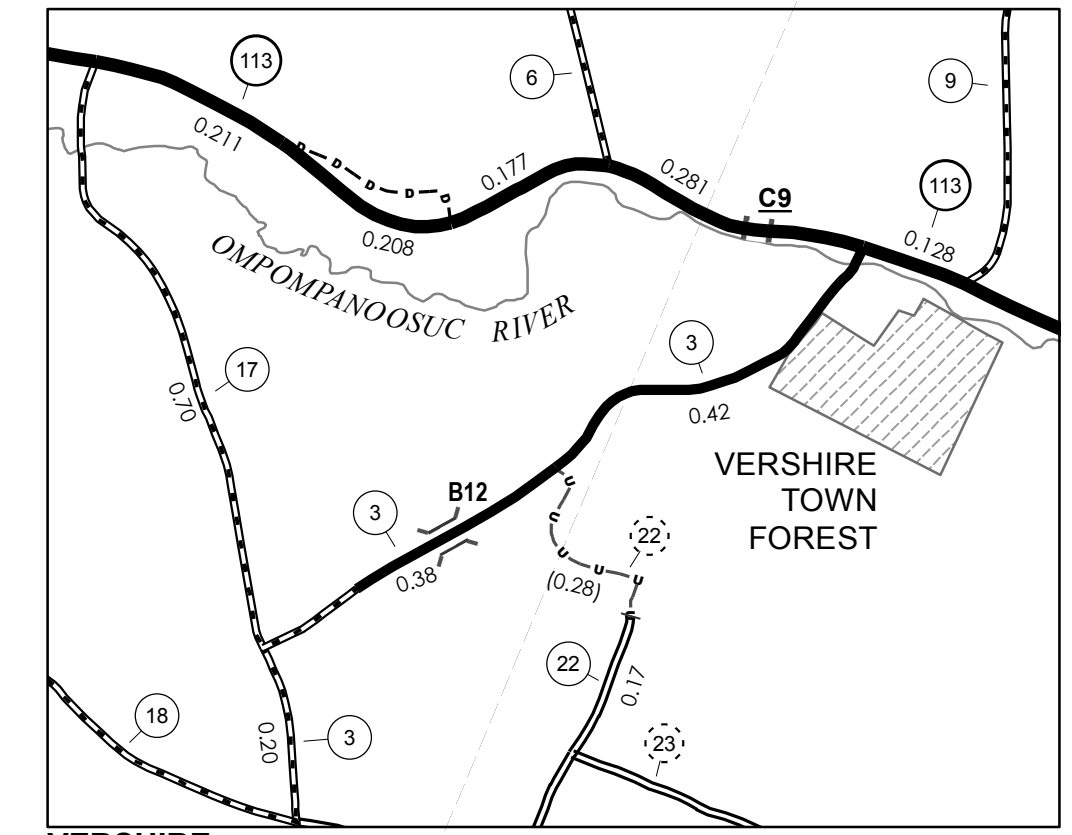 113
6
9
0.211
0.177
0.281
113
C9
0.208
0.128
OMPOMPANOOSUC RIVER
3
17
0.70
0.42
VERSHIRE
TOWN
FOREST
B12
3
22
0.38
(0.28)
22
0.17
18
0.20
3
23
VERSHIRE
D D D D D
U U U U U U